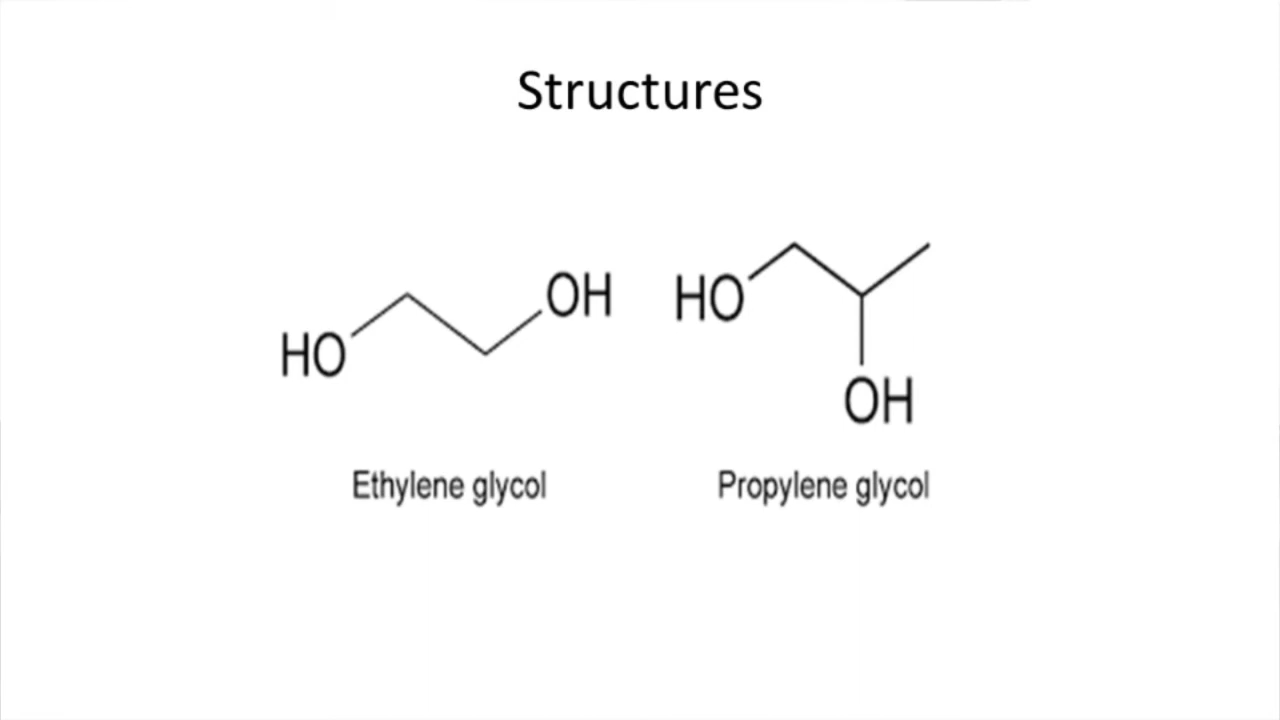 Structures
HO
OH
HO
OH
Ethylene glycol
Propylene glycol